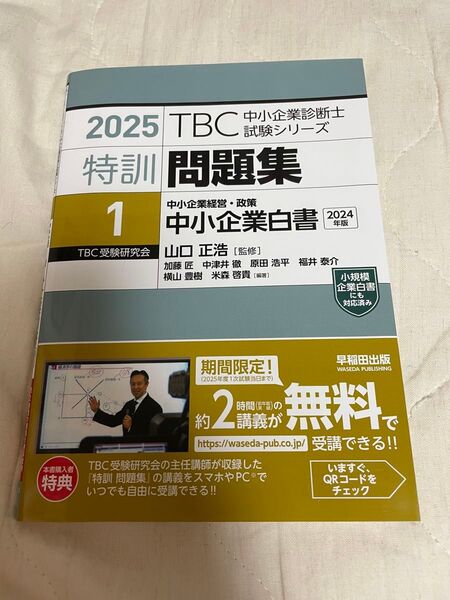 2025
特訓
TBC 中小企業診断士
試験シリーズ
問題集
1
TBC受験研究会
中小企業経営・政策
中小企業白書 2024年版
山口 正浩 [監修]
加藤 匠 中津井 徹 原田 浩平 福井 泰介
横山 豊樹 米森 啓貴 [編著]
小規模
企業白書
にも
対応済み
早稲田出版
WASEDA PUBLISHING
期間限定!
(2025年度1次試験当日まで)
約2時間の
講義が
無料で
https://waseda-pub.co.jp/
受講できる!!
本書購入者
特典
TBC受験研究会の主任講師が収録した
『特訓 問題集』の講義をスマホやPC※で
いつでも自由に受講できる!!
いますぐ、
QRコードを
チェック